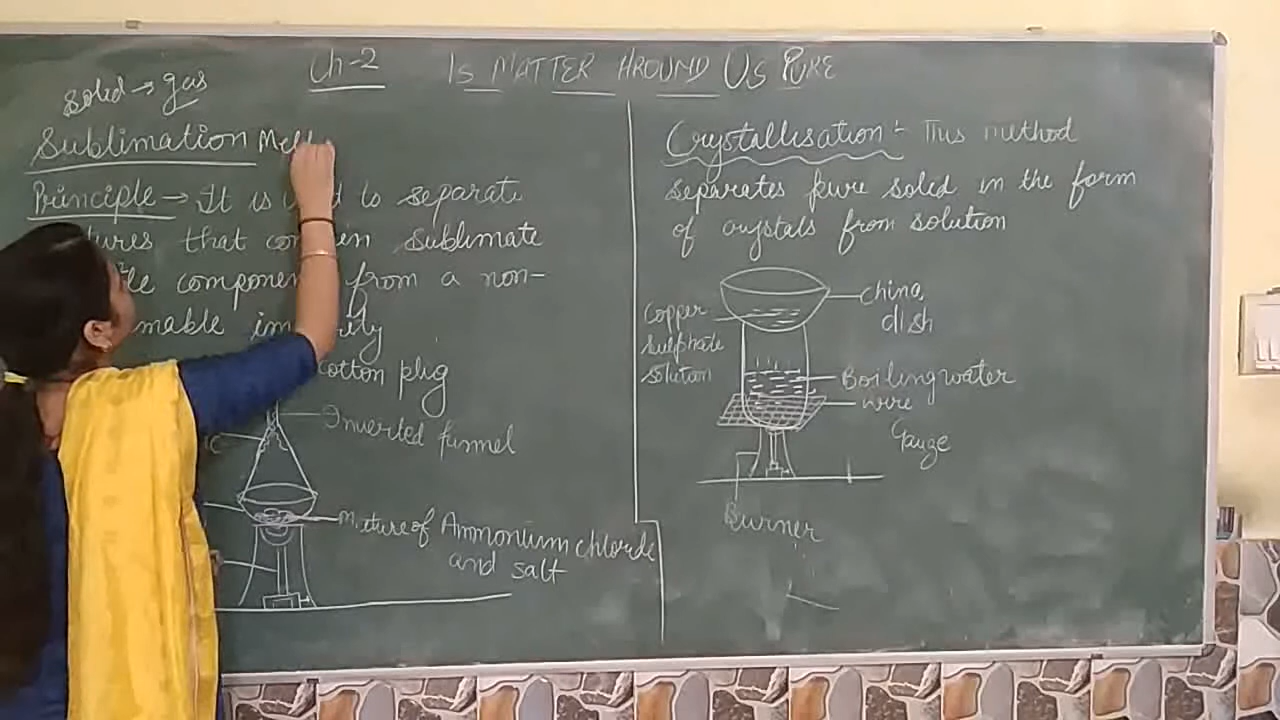 Ch-2 IS MATTER AROUND US PURE
solid → gas
Sublimation
Principle → It is to separate
that sublimate
component from a non-
cotton plug
Inverted funnel
Mixture of Ammonium chloride
and salt
Crystallisation :- This method
separates pure solid in the form
of crystals from solution
Copper
Sulphate
solution
China
dish
Boiling water
wire
Gauge
Burner